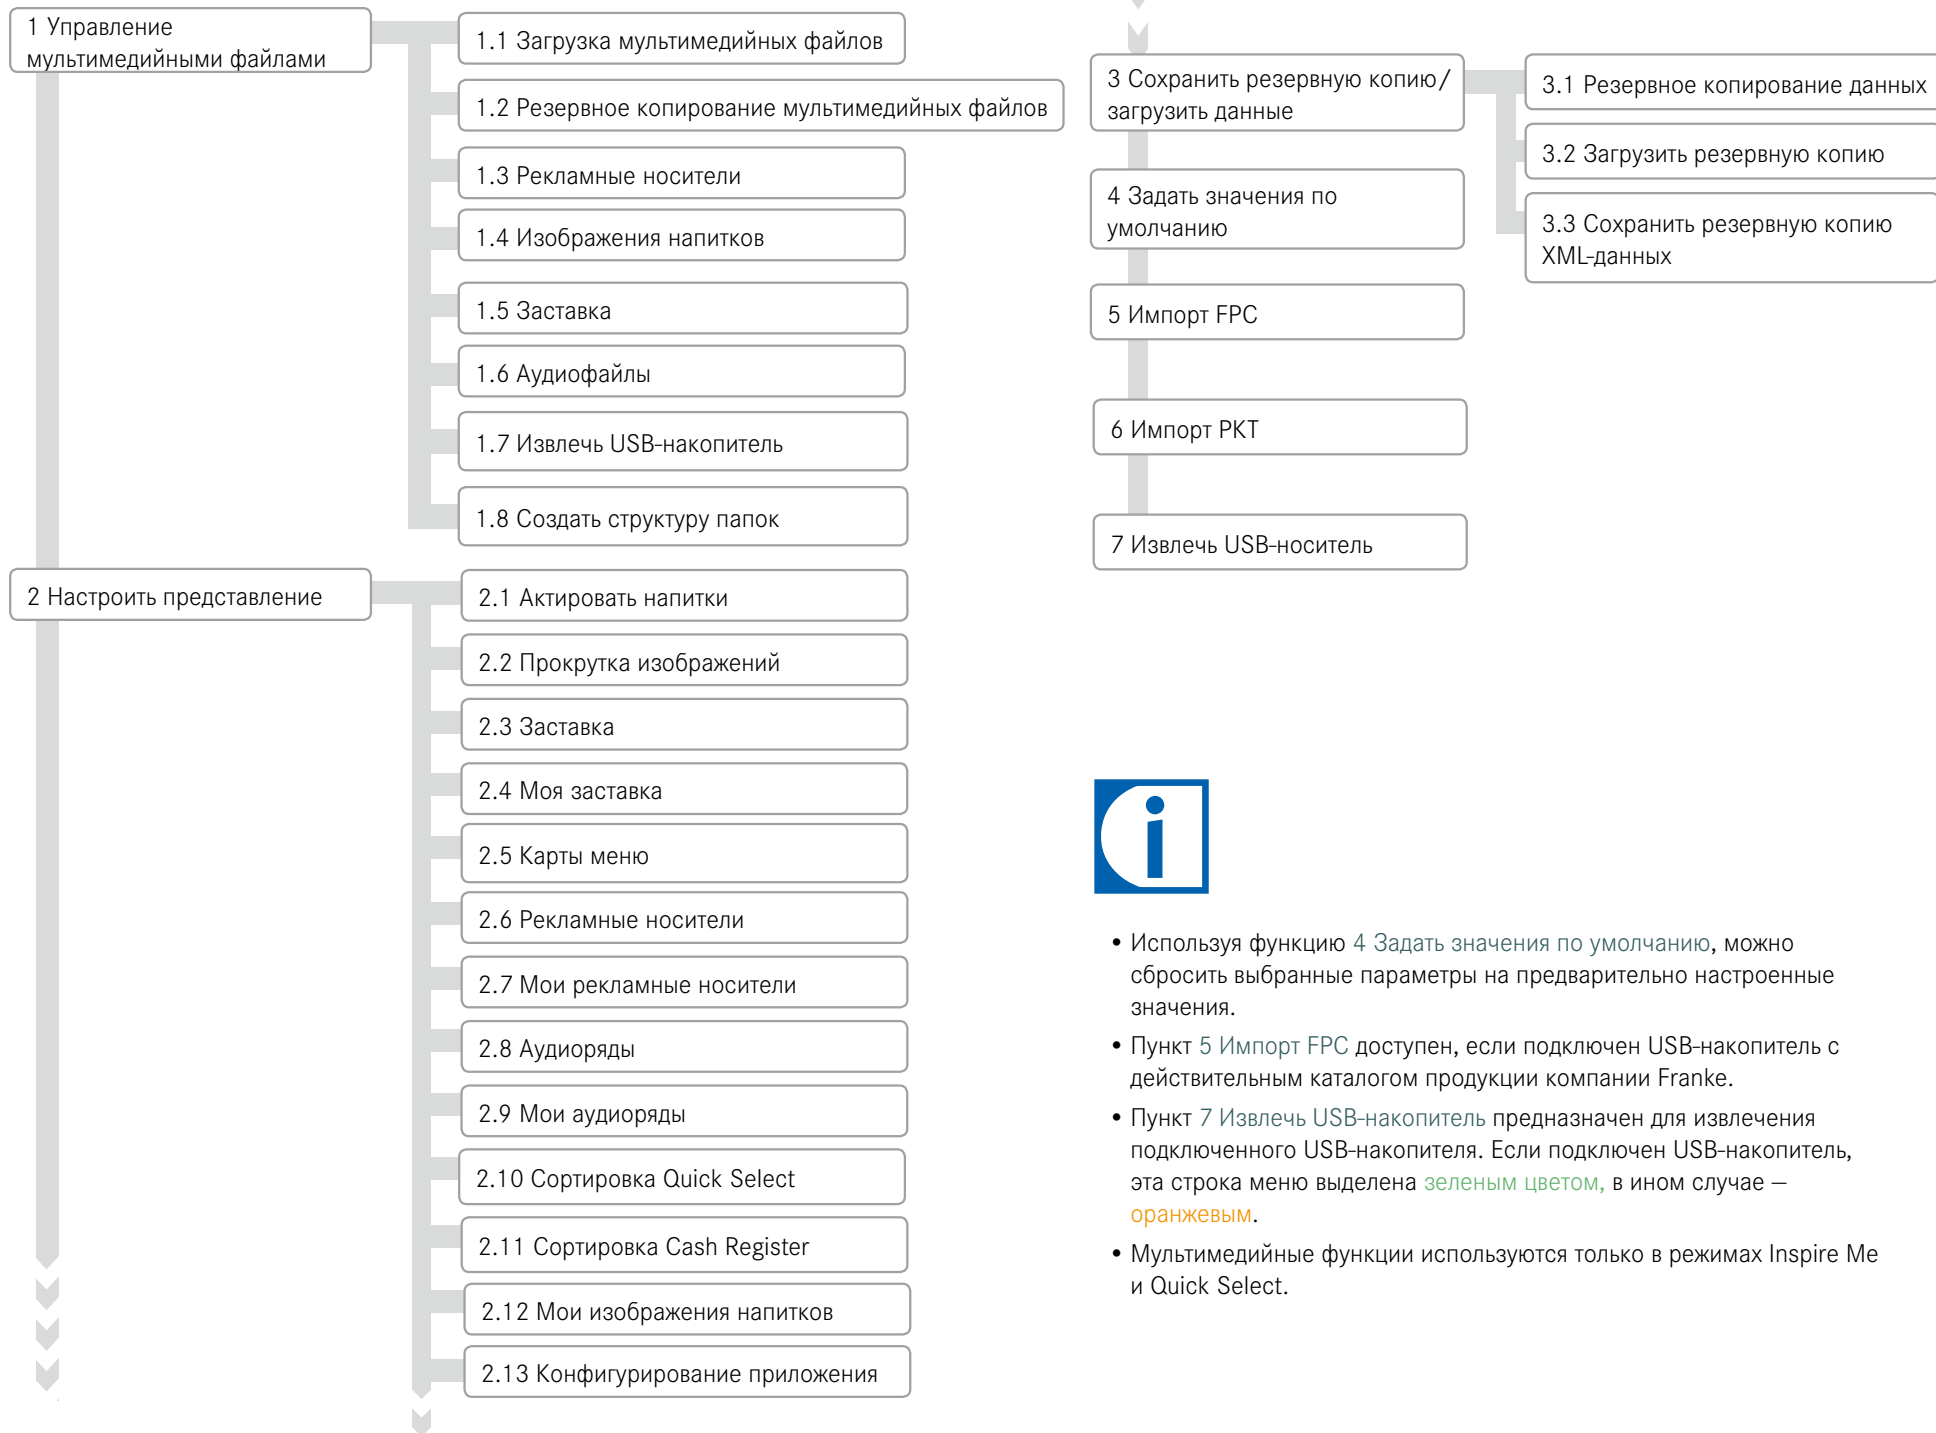 1 Управление
мультимедийными файлами
1.1 Загрузка мультимедийных файлов
1.2 Резервное копирование мультимедийных файлов
1.3 Рекламные носители
1.4 Изображения напитков
1.5 Заставка
1.6 Аудиофайлы
1.7 Извлечь USB-накопитель
1.8 Создать структуру папок
2 Настроить представление
2.1 Актировать напитки
2.2 Прокрутка изображений
2.3 Заставка
2.4 Моя заставка
2.5 Карты меню
2.6 Рекламные носители
2.7 Мои рекламные носители
2.8 Аудиоряды
2.9 Мои аудиоряды
2.10 Сортировка Quick Select
2.11 Сортировка Cash Register
2.12 Мои изображения напитков
2.13 Конфигурирование приложения
3 Сохранить резервную копию/
загрузить данные
3.1 Резервное копирование данных
3.2 Загрузить резервную копию
3.3 Сохранить резервную копию
XML-данных
4 Задать значения по
умолчанию
5 Импорт FPC
6 Импорт PKT
7 Извлечь USB-носитель
• Используя функцию 4 Задать значения по умолчанию, можно
сбросить выбранные параметры на предварительно настроенные
значения.
• Пункт 5 Импорт FPC доступен, если подключен USB-накопитель с
действительным каталогом продукции компании Franke.
• Пункт 7 Извлечь USB-накопитель предназначен для извлечения
подключенного USB-накопителя. Если подключен USB-накопитель,
эта строка меню выделена зеленым цветом, в ином случае –
оранжевым.
• Мультимедийные функции используются только в режимах Inspire Me
и Quick Select.